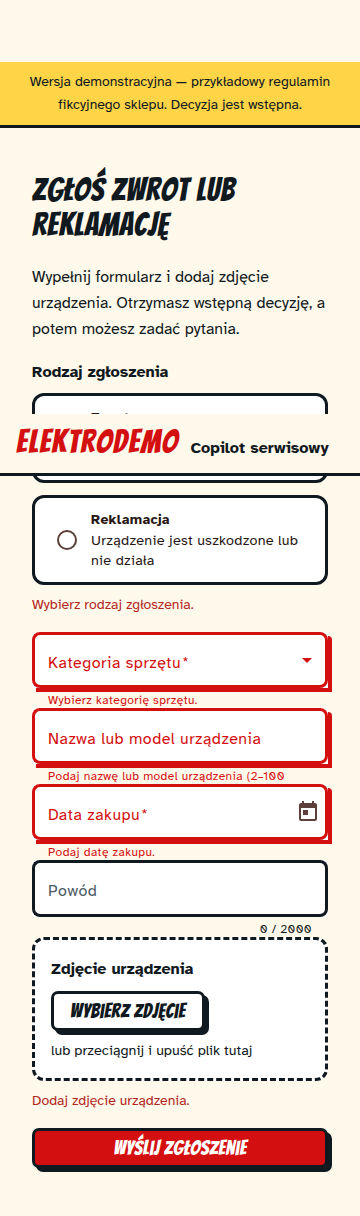 Wersja demonstracyjna — przykładowy regulamin
fikcyjnego sklepu. Decyzja jest wstępna.
ZGŁOŚ ZWROT LUB
REKLAMACJĘ
Wypełnij formularz i dodaj zdjęcie
urządzenia. Otrzymasz wstępną decyzję, a
potem możesz zadać pytania.
Rodzaj zgłoszenia
ELEKTRODEMO Copilot serwisowy
Reklamacja
Urządzenie jest uszkodzone lub
nie działa
Wybierz rodzaj zgłoszenia.
Kategoria sprzętu*
Wybierz kategorię sprzętu.
Nazwa lub model urządzenia
Podaj nazwę lub model urządzenia (2–100
Data zakupu*
Podaj datę zakupu.
Powód
0 / 2000
Zdjęcie urządzenia
WYBIERZ ZDJĘCIE
lub przeciągnij i upuść plik tutaj
Dodaj zdjęcie urządzenia.
WYŚLIJ ZGŁOSZENIE